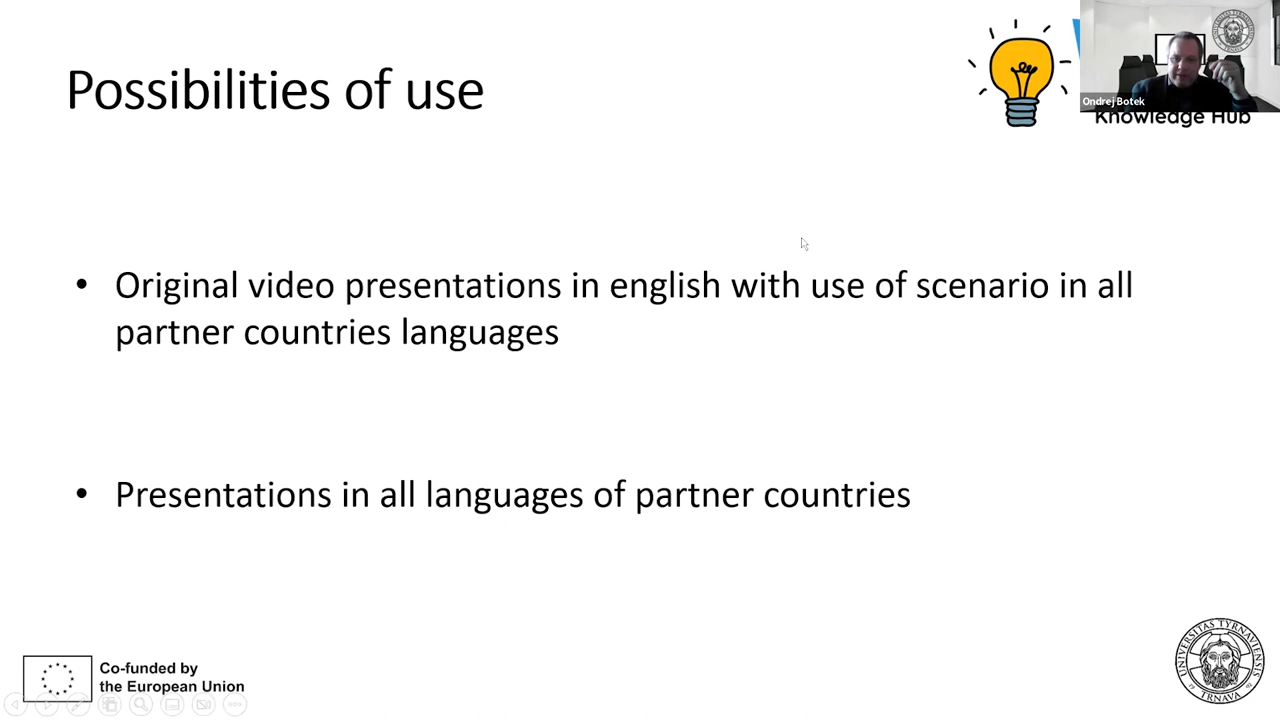 Possibilities of use
Ondrej Botek
Knowledge Hub
• Original video presentations in english with use of scenario in all
partner countries languages
• Presentations in all languages of partner countries
Co-funded by
the European Union
UNIVERSITAS TYRNAVIENSIS
TRNAVA